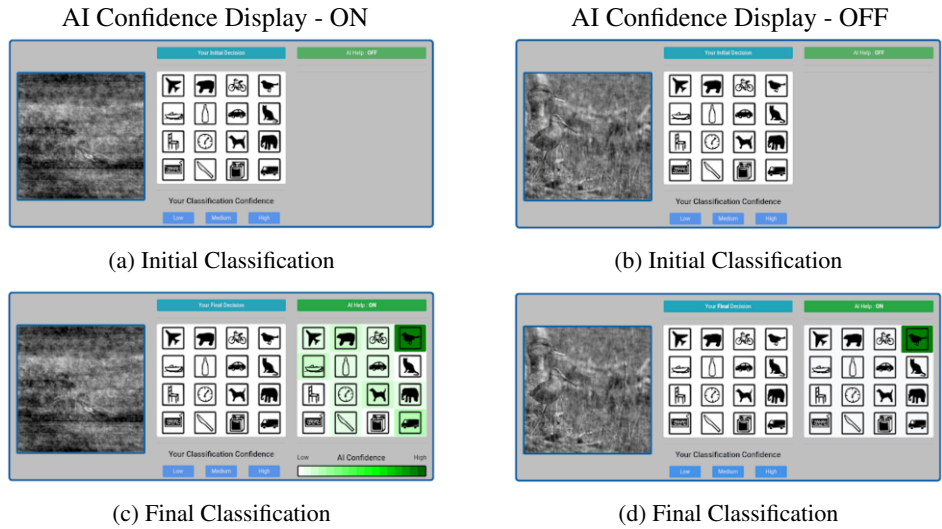 AI Confidence Display - ON
AI Confidence Display - OFF
Your Initial Decision
AI Help : OFF
Your Classification Confidence
Low Medium High
Your Initial Decision
AI Help : OFF
Your Classification Confidence
Low Medium High
(a) Initial Classification
(b) Initial Classification
Your Final Decision
AI Help : ON
Your Classification Confidence
Low Medium High
Low AI Confidence High
Your Final Decision
AI Help : ON
Your Classification Confidence
Low Medium High
(c) Final Classification
(d) Final Classification